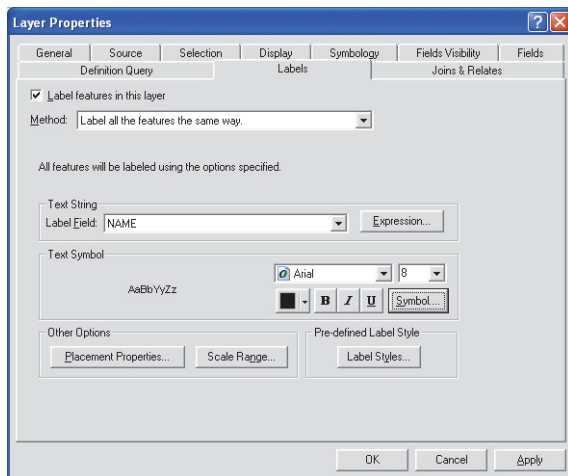 Layer Properties
General Source Selection Display Symbology Fields Visibility Fields
Definition Query Labels Joins & Relates
Label features in this layer
Method: Label all the features the same way.
All features will be labeled using the options specified.
Text String
Label Field: NAME Expression...
Text Symbol
AaBbYyZz Arial 8
B I U Symbol...
Other Options Pre-defined Label Style
Placement Properties... Scale Range... Label Styles...
OK Cancel Apply